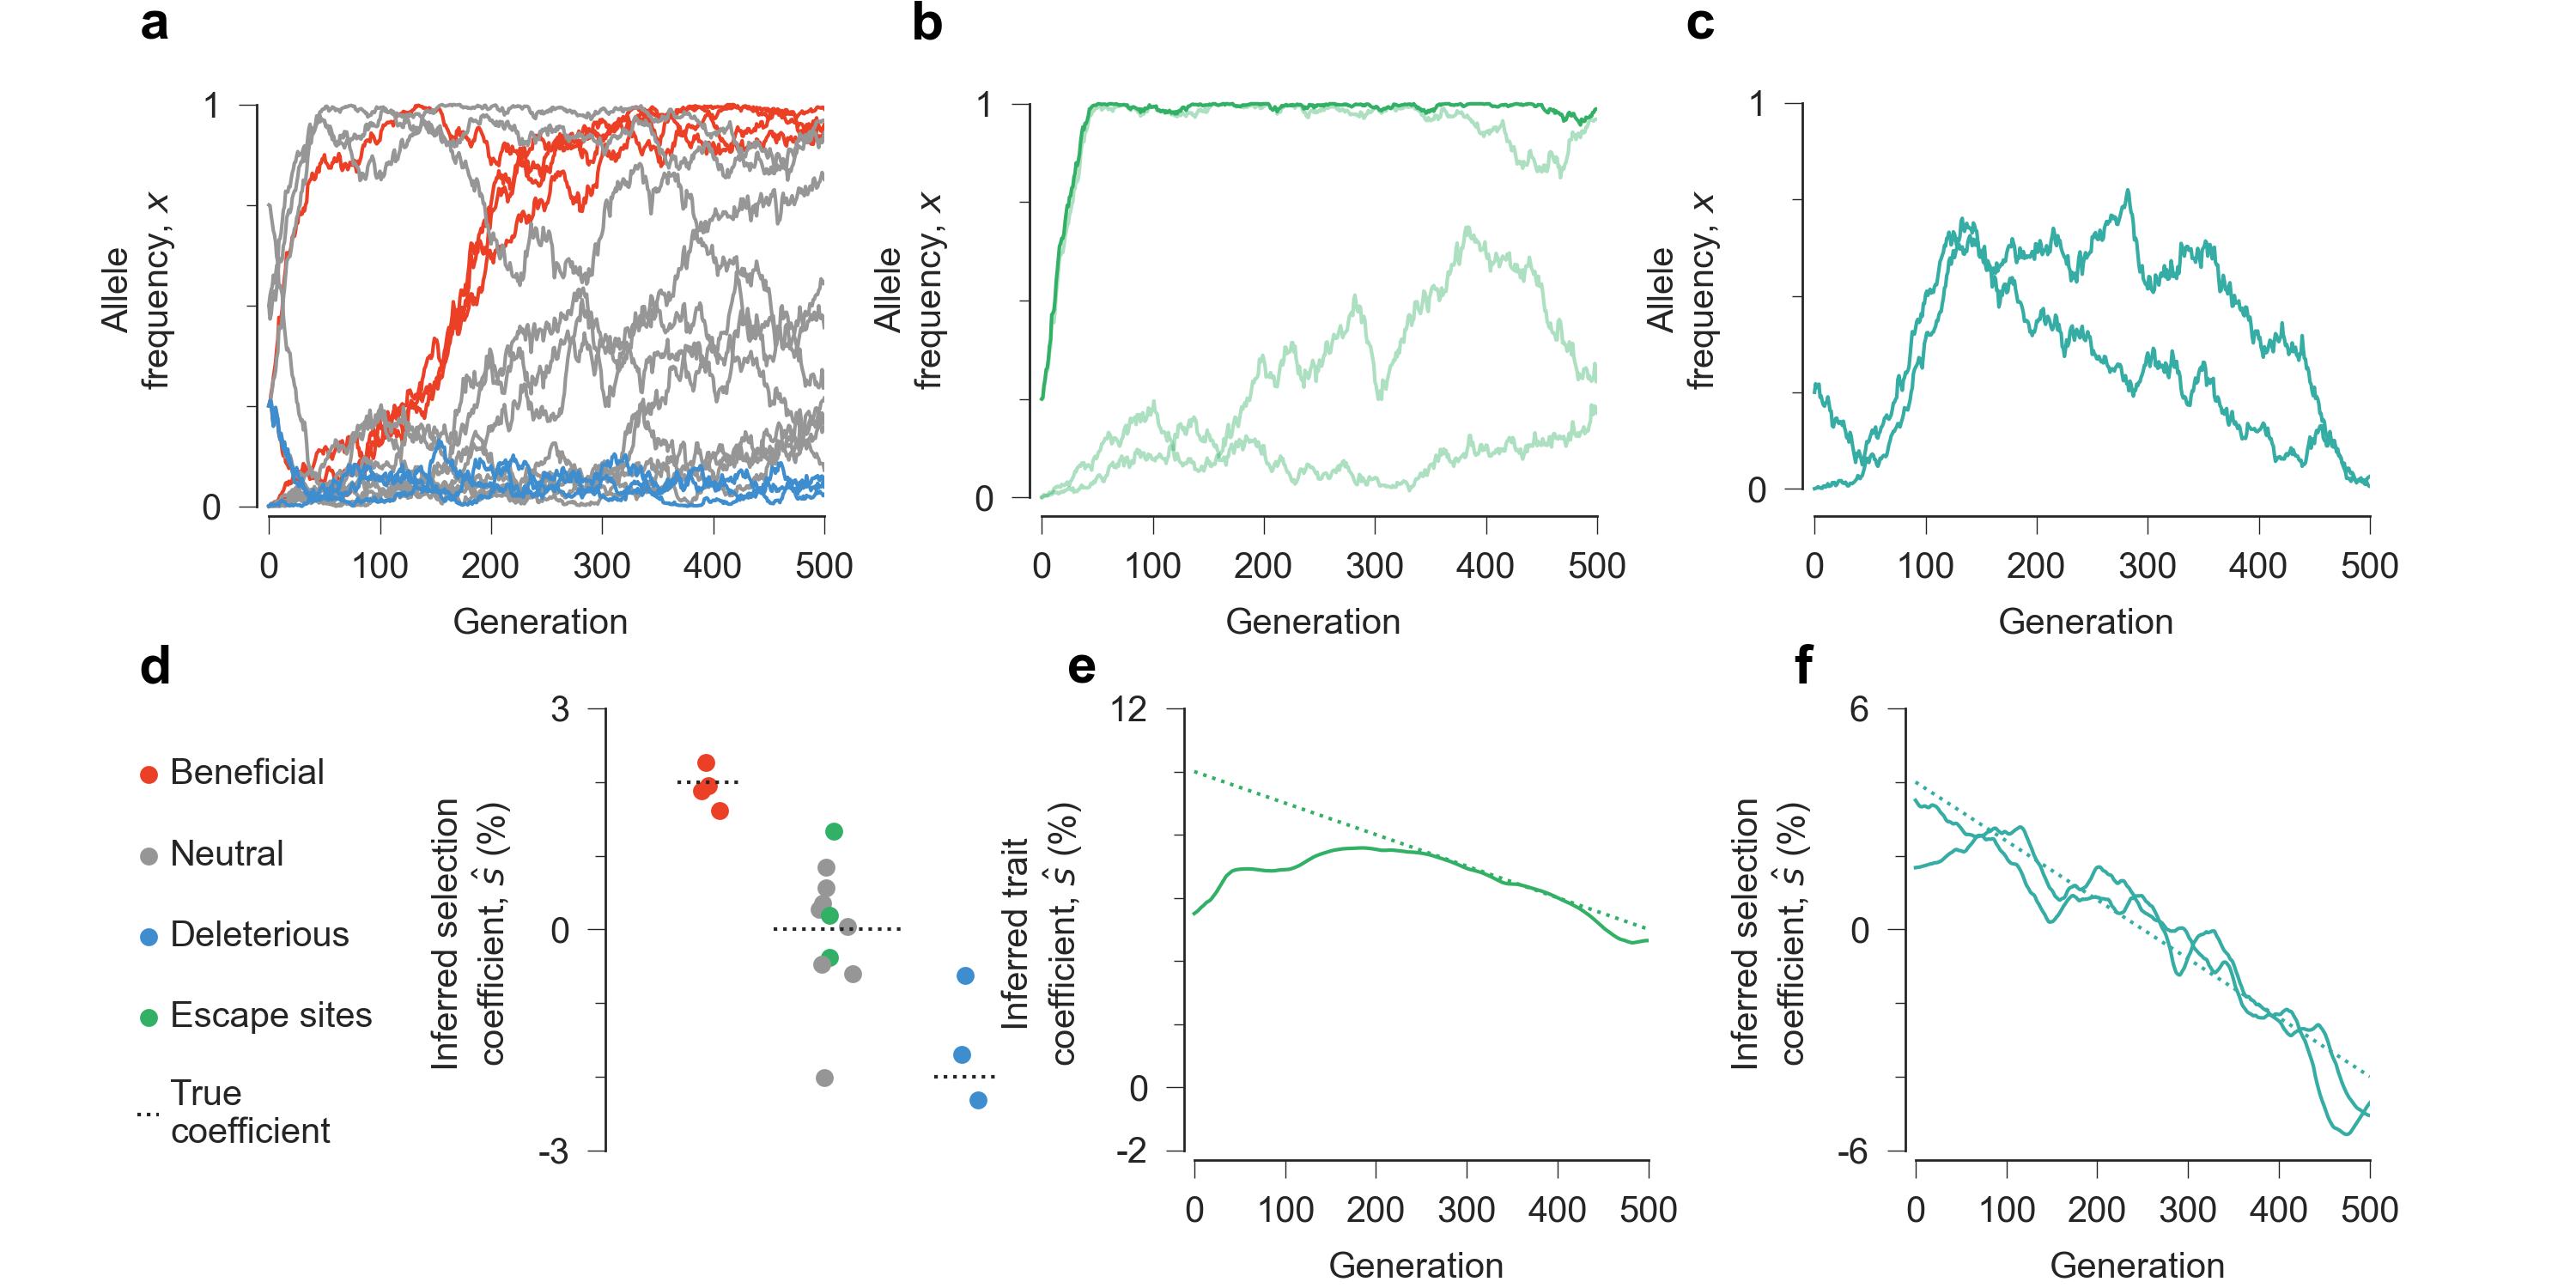 a
b
c
Allele
frequency, x
1
0
0 100 200 300 400 500
Generation
Allele
frequency, x
1
0
0 100 200 300 400 500
Generation
Allele
frequency, x
1
0
0 100 200 300 400 500
Generation
d
Beneficial
Neutral
Deleterious
Escape sites
True
coefficient
Inferred selection
coefficient, ŝ (%)
3
0
-3
e
Inferred trait
coefficient, ŝ (%)
12
0
-2
0 100 200 300 400 500
Generation
f
Inferred selection
coefficient, ŝ (%)
6
0
-6
0 100 200 300 400 500
Generation